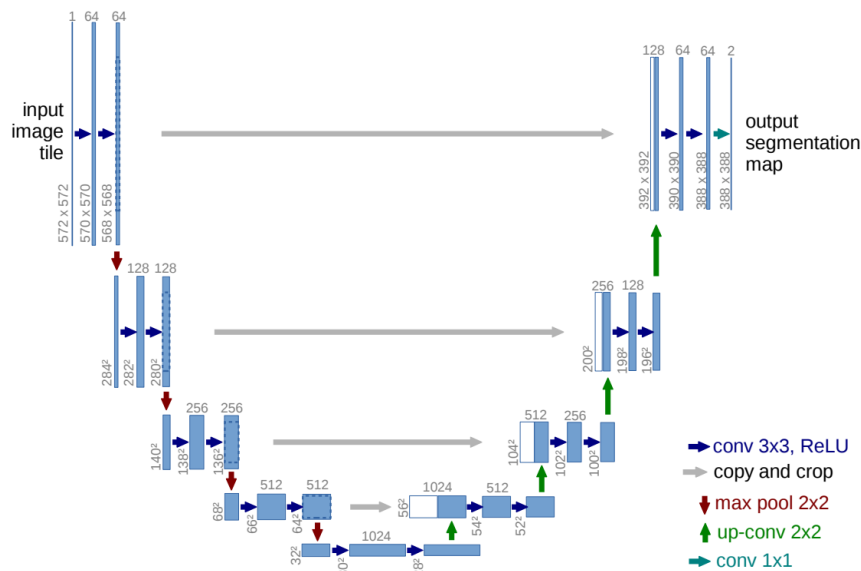 1 64 64
input
image
tile
572 x 572
570 x 570
568 x 568
128 64 64 2
output
segmentation
map
392 x 392
390 x 390
388 x 388
388 x 388
128 128
284²
282²
280²
256 128
200²
198²
196²
256 256
140²
138²
136²
512 256
104²
102²
100²
512 512
68²
66²
64²
1024 512
56²
54²
52²
1024
32²
conv 3x3, ReLU
copy and crop
max pool 2x2
up-conv 2x2
conv 1x1